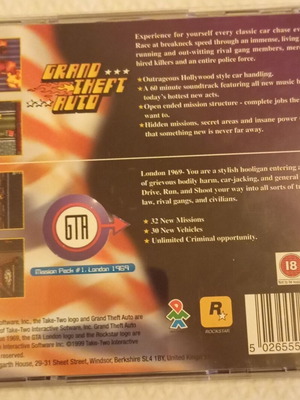 Experience for yourself every classic car chase ev
Race at breakneck speed through an immense, living
running and out-witting rival gang members, merc
hired killers and an entire police force.
GRAND
THEFT
AUTO
Outrageous Hollywood style car handling.
A 60 minute soundtrack featuring all new music b
today's hottest new acts.
Open ended mission structure - complete jobs the
want to.
Hidden missions, secret areas and insane power
that something new is never far away.
London 1969. You are a stylish hooligan entering a
of grievous bodily harm, car-jacking, and general
Drive, Run, and Shoot your way into all sorts of t
law, rival gangs, and civilians.
GTA
Mission Pack #1. London 1969
32 New Missions
30 New Vehicles
Unlimited Criminal opportunity.
18
R
ROCKSTAR
Software, Inc., the Take-Two logo and Grand Theft Auto
of Take-Two Interactive Software Inc. Grand Theft Auto
1969, the GTA London logo and the Rockstar logo are
Interactive Software Inc. ©1999 Take-Two Interactive
reserved.
garth House, 29-31 Sheet Street, Windsor, Berkshire SL4 1BY, United King
5 026555